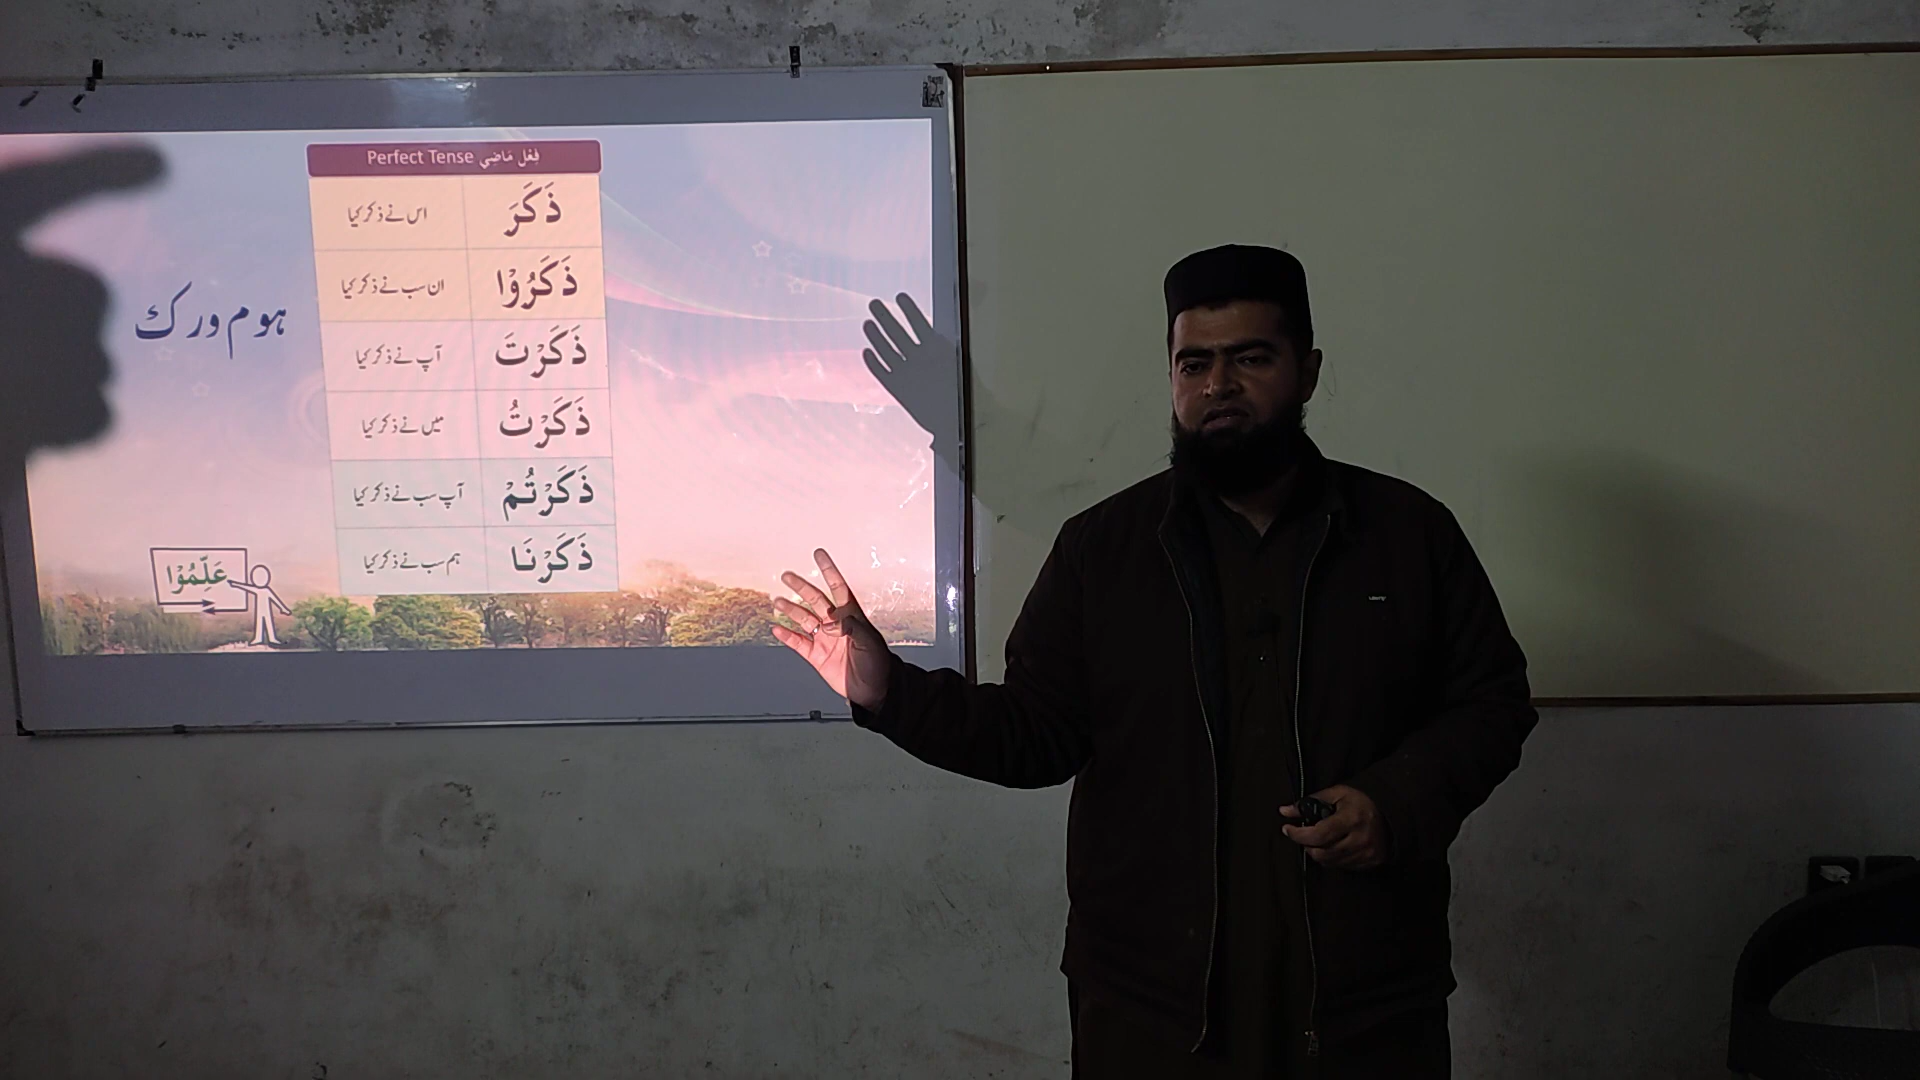 فِعْل مَاضِي Perfect Tense
ذَكَرَ اس نے ذکر کیا
ذَكَرُوْا ان سب نے ذکر کیا
ذَكَرْتَ آپ نے ذکر کیا
ذَكَرْتُ میں نے ذکر کیا
ذَكَرْتُمْ آپ سب نے ذکر کیا
ذَكَرْنَا ہم سب نے ذکر کیا
ہوم ورک
عَلِّمُوْا